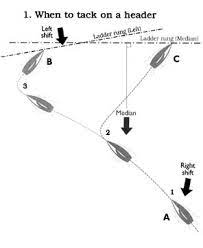 1. When to tack on a header
Left
shift
Ladder rung (Left)
Ladder rung (Median)
B
C
3
Median
2
Right
shift
1
A